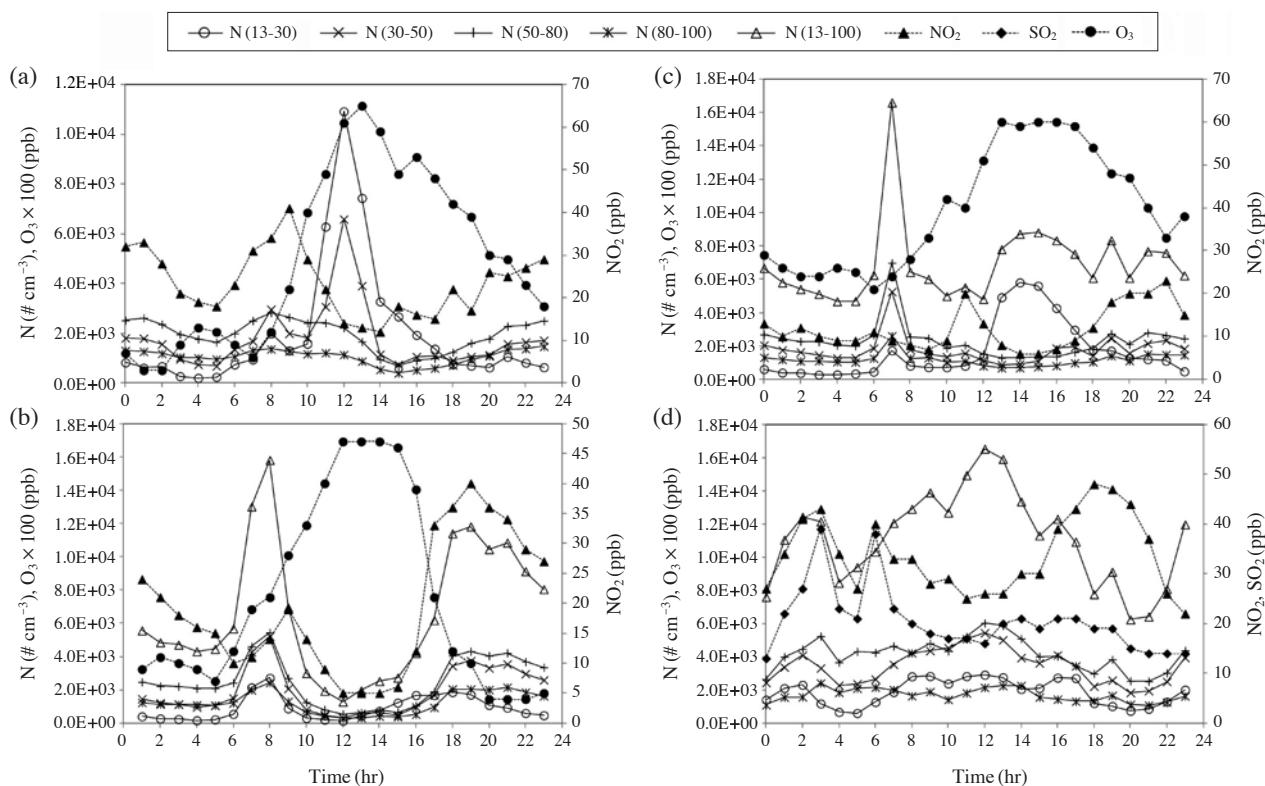 N (13-30) N (30-50) N (50-80) N (80-100) N (13-100) NO₂ SO₂ O₃
(a)
N (# cm⁻³), O₃ × 100 (ppb)
1.2E+04
1.0E+04
8.0E+03
6.0E+03
4.0E+03
2.0E+03
0.0E+00
70
60
50
40
30
20
10
0
NO₂ (ppb)
0 2 4 6 8 10 12 14 16 18 20 22 24
(c)
N (# cm⁻³), O₃ × 100 (ppb)
1.8E+04
1.6E+04
1.4E+04
1.2E+04
1.0E+04
8.0E+03
6.0E+03
4.0E+03
2.0E+03
0.0E+00
70
60
50
40
30
20
10
0
NO₂ (ppb)
0 2 4 6 8 10 12 14 16 18 20 22 24
(b)
N (# cm⁻³), O₃ × 100 (ppb)
1.8E+04
1.6E+04
1.4E+04
1.2E+04
1.0E+04
8.0E+03
6.0E+03
4.0E+03
2.0E+03
0.0E+00
50
45
40
35
30
25
20
15
10
5
0
NO₂ (ppb)
0 2 4 6 8 10 12 14 16 18 20 22 24
Time (hr)
(d)
N (# cm⁻³), O₃ × 100 (ppb)
1.8E+04
1.6E+04
1.4E+04
1.2E+04
1.0E+04
8.0E+03
6.0E+03
4.0E+03
2.0E+03
0.0E+00
60
50
40
30
20
10
0
NO₂, SO₂ (ppb)
0 2 4 6 8 10 12 14 16 18 20 22 24
Time (hr)